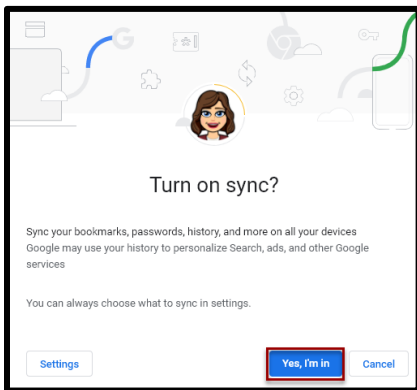 Turn on sync?
Sync your bookmarks, passwords, history, and more on all your devices
Google may use your history to personalize Search, ads, and other Google
services
You can always choose what to sync in settings.
Settings
Yes, I'm in
Cancel